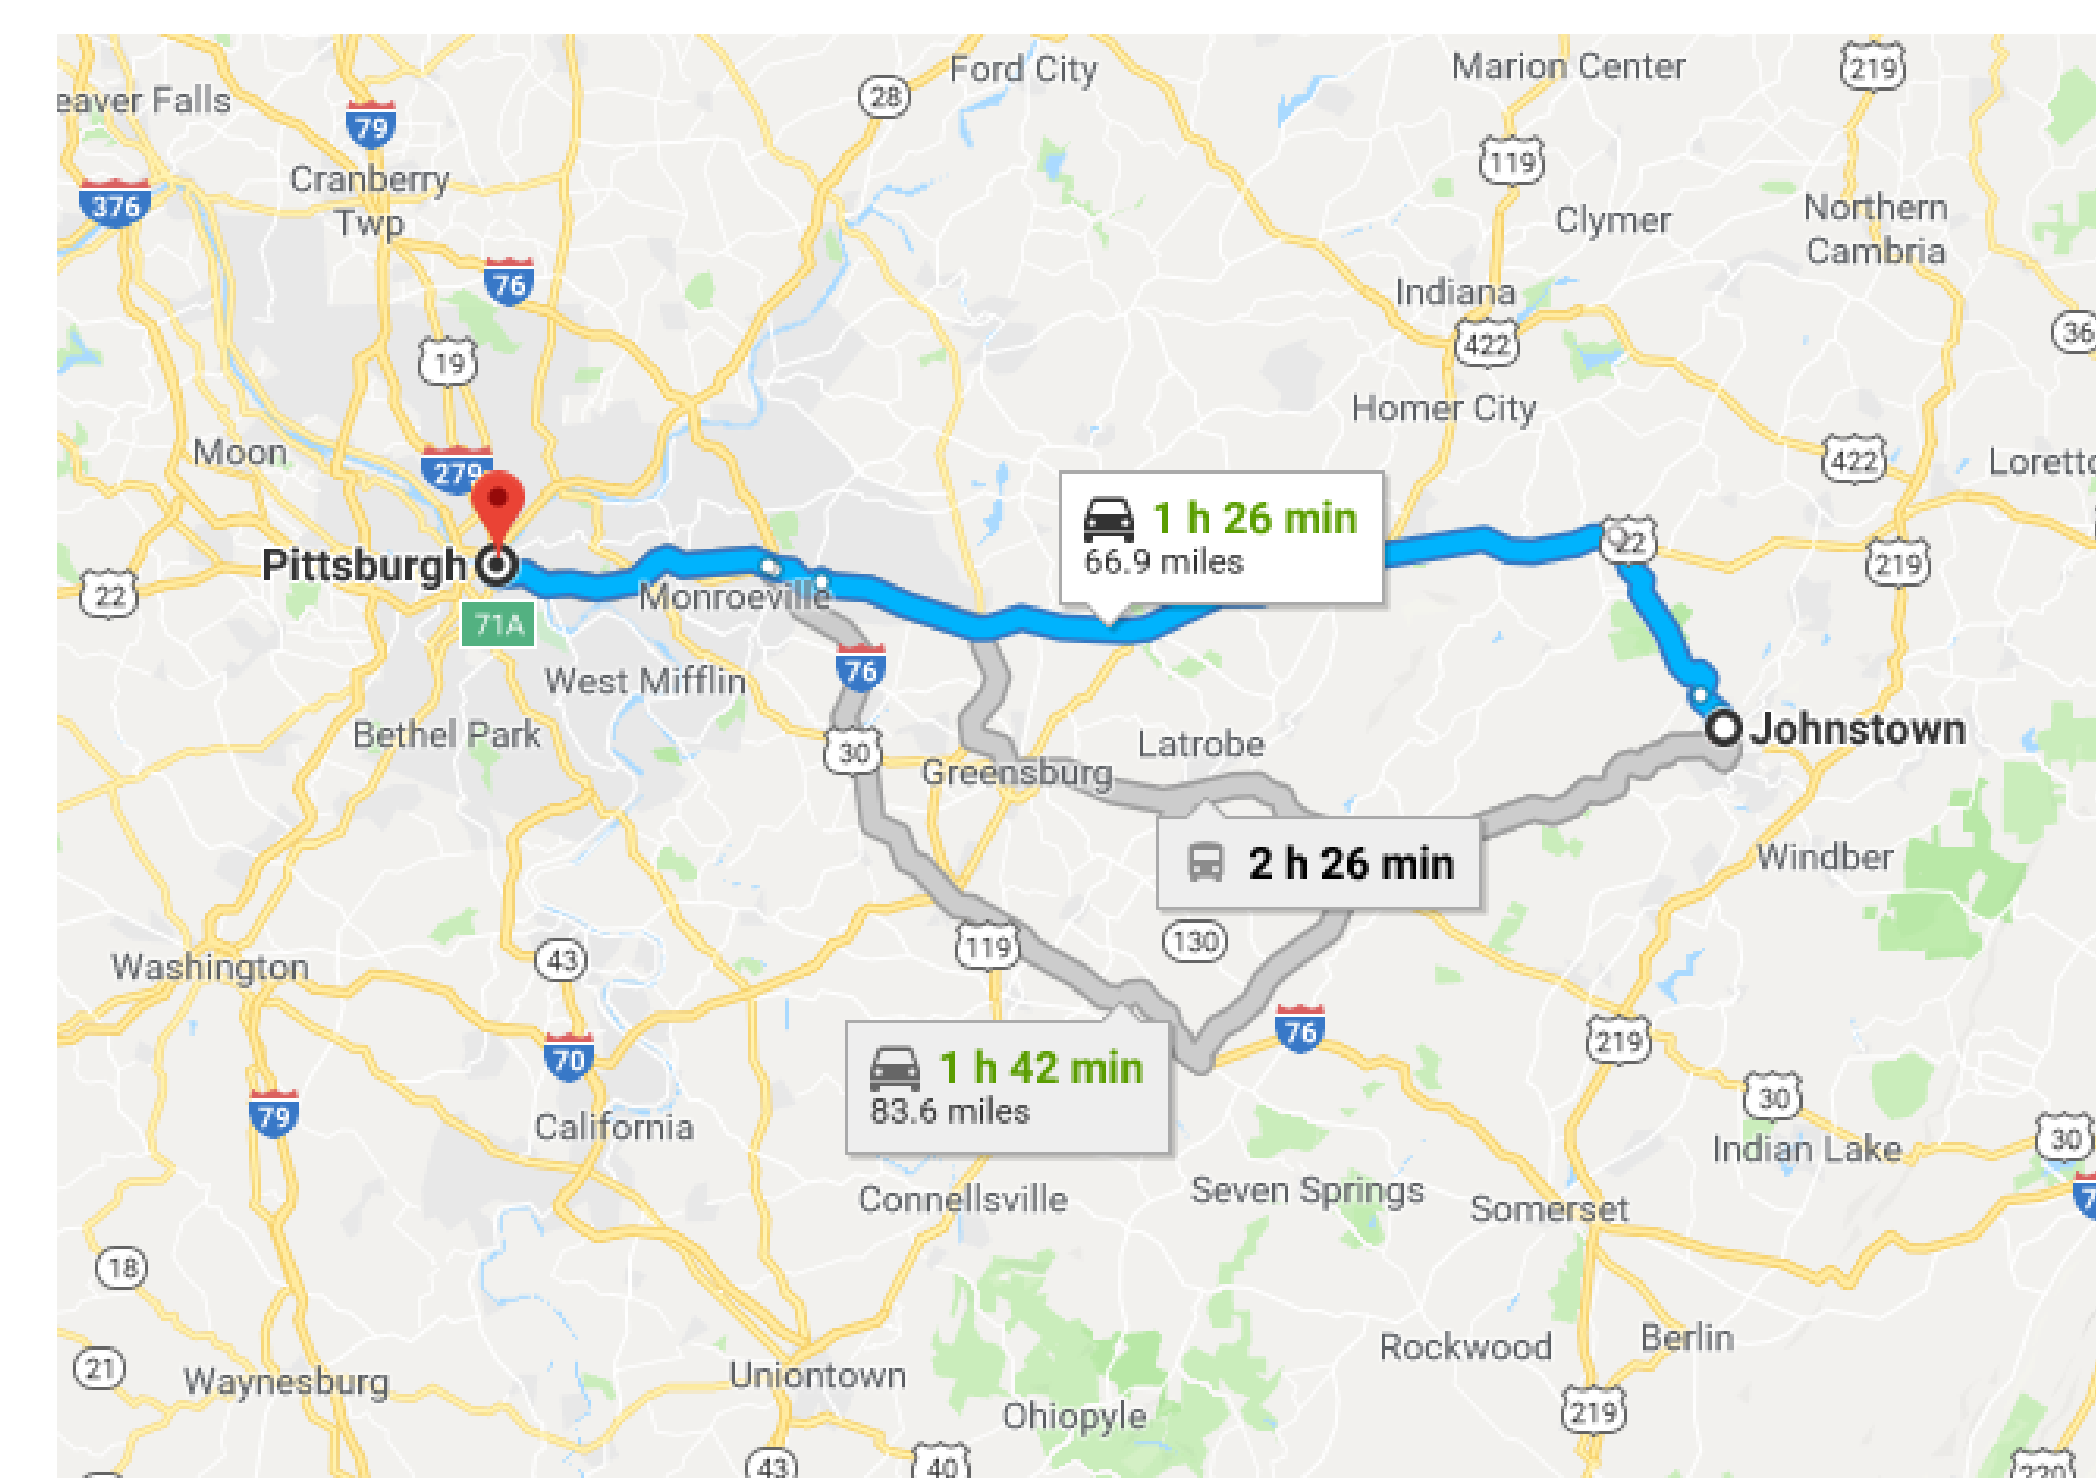 Ford City
Marion Center
219
28
eaver Falls
79
119
Cranberry
Twp
376
Northern
Cambria
Clymer
76
Indiana
36
422
19
Homer City
Moon
422
Loretto
279
1 h 26 min
66.9 miles
22
219
Pittsburgh
22
Monroeville
71A
76
West Mifflin
Johnstown
Bethel Park
30
Latrobe
Greensburg
2 h 26 min
Windber
119
130
43
Washington
76
219
70
1 h 42 min
83.6 miles
30
79
California
30
Indian Lake
Connellsville
Seven Springs
7
Somerset
18
Rockwood
Berlin
21
Waynesburg
Uniontown
Ohiopyle
219
43
40
220